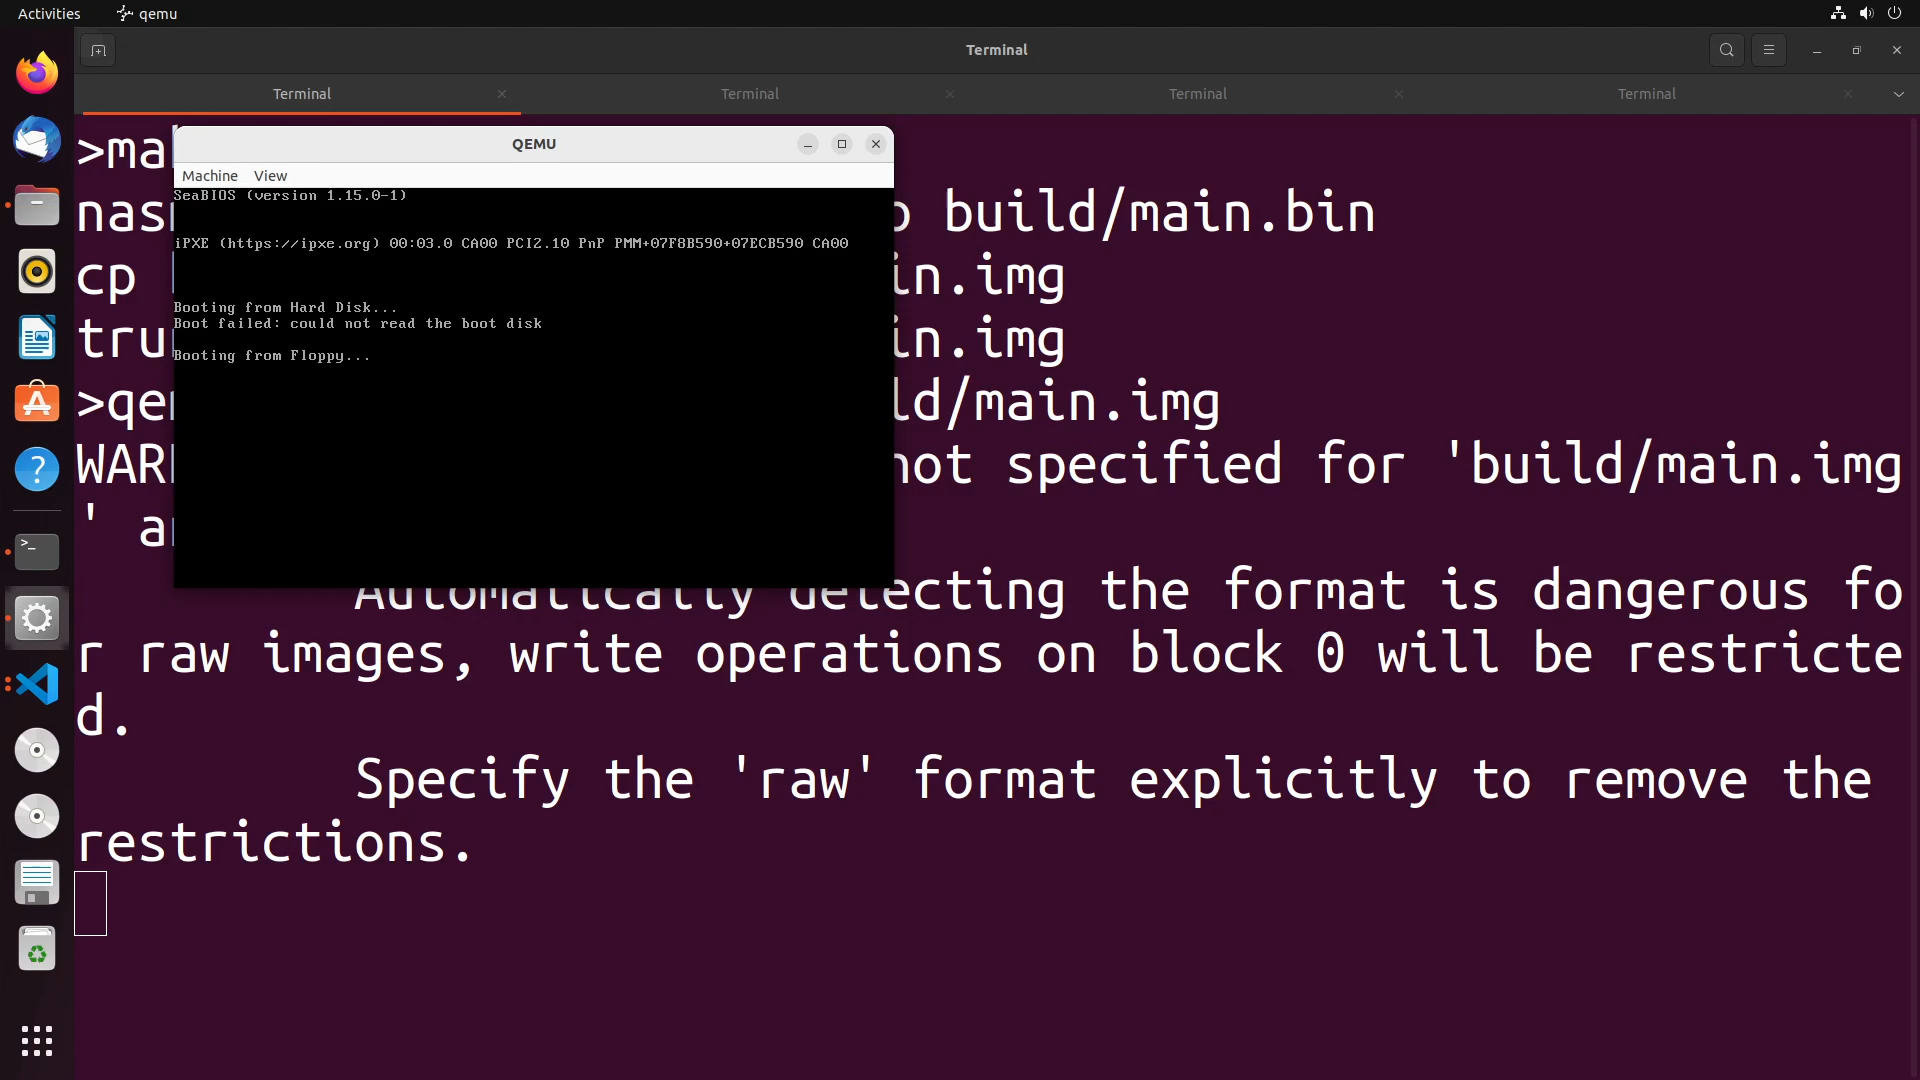 Activities qemu
Terminal
Terminal Terminal Terminal Terminal
QEMU
Machine View
SeaBIOS (version 1.15.0-1)
iPXE (https://ipxe.org) 00:03.0 CA00 PCI2.10 PnP PMM+07F8B590+07ECB590 CA00
Booting from Hard Disk...
Boot failed: could not read the boot disk
Booting from Floppy...
>ma
build/main.bin
cp in.img
tru in.img
>qe ld/main.img
WAR not specified for 'build/main.img
' a
Automatically detecting the format is dangerous fo
r raw images, write operations on block 0 will be restricte
d.
Specify the 'raw' format explicitly to remove the
restrictions.